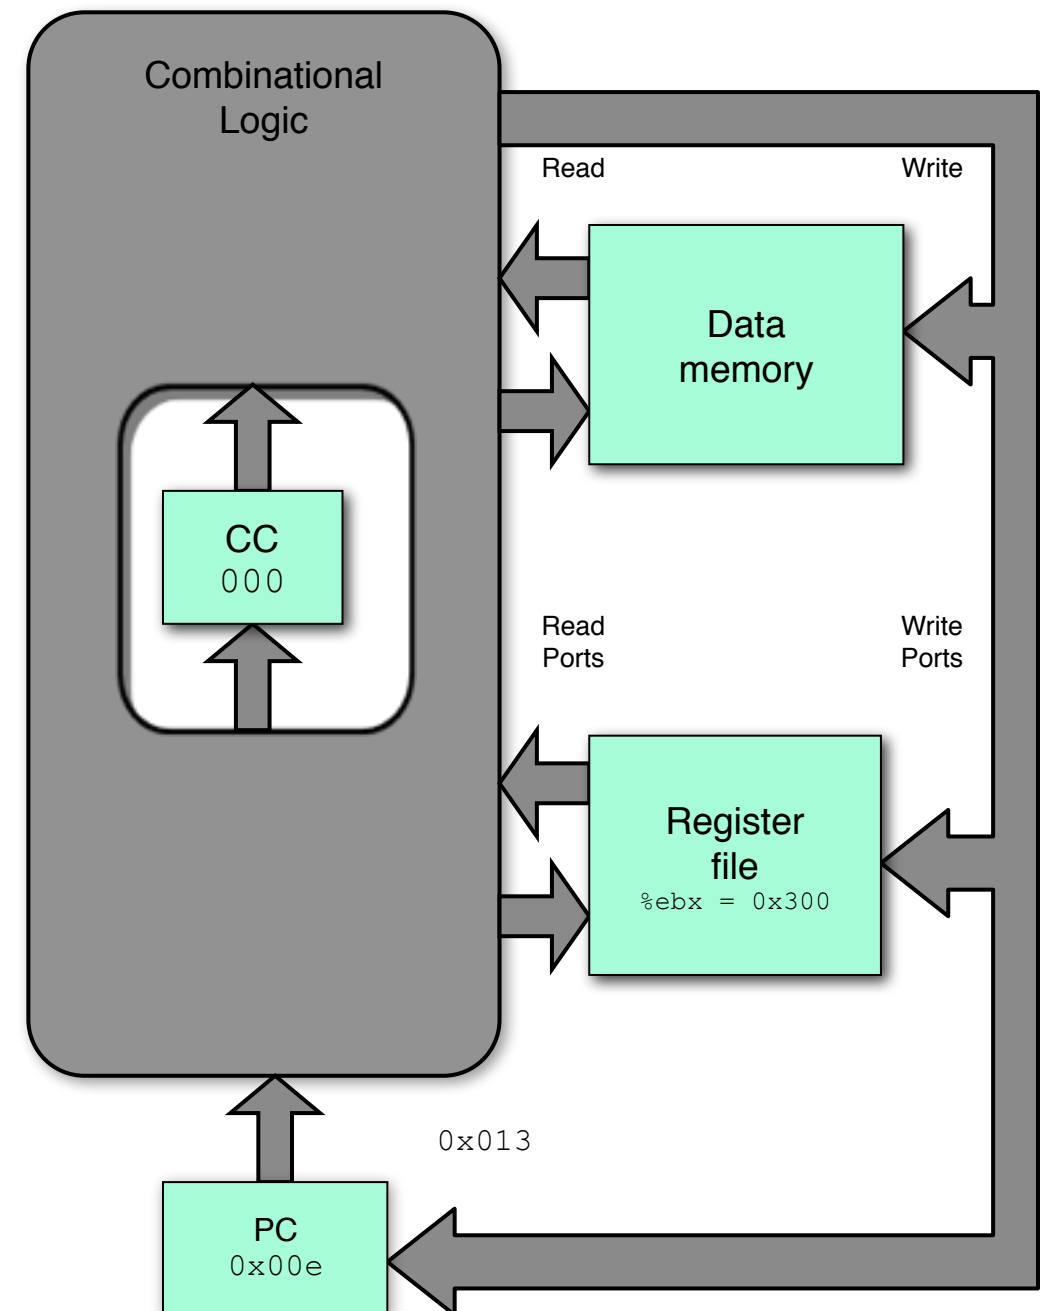 Combinational
Logic
Read
Write
Data
memory
CC
000
Read
Ports
Write
Ports
Register
file
%ebx = 0x300
0x013
PC
0x00e